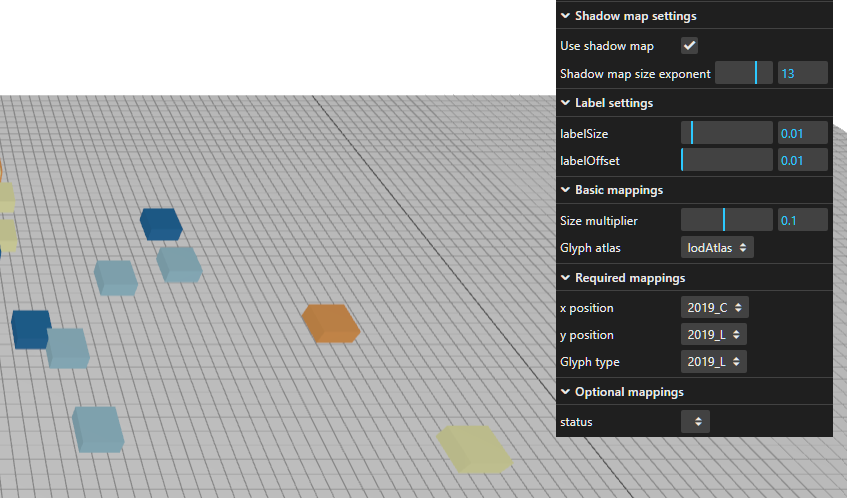 Shadow map settings
Use shadow map
Shadow map size exponent 13
Label settings
labelSize 0.01
labelOffset 0.01
Basic mappings
Size multiplier 0.1
Glyph atlas lodAtlas
Required mappings
x position 2019_C
y position 2019_L
Glyph type 2019_L
Optional mappings
status